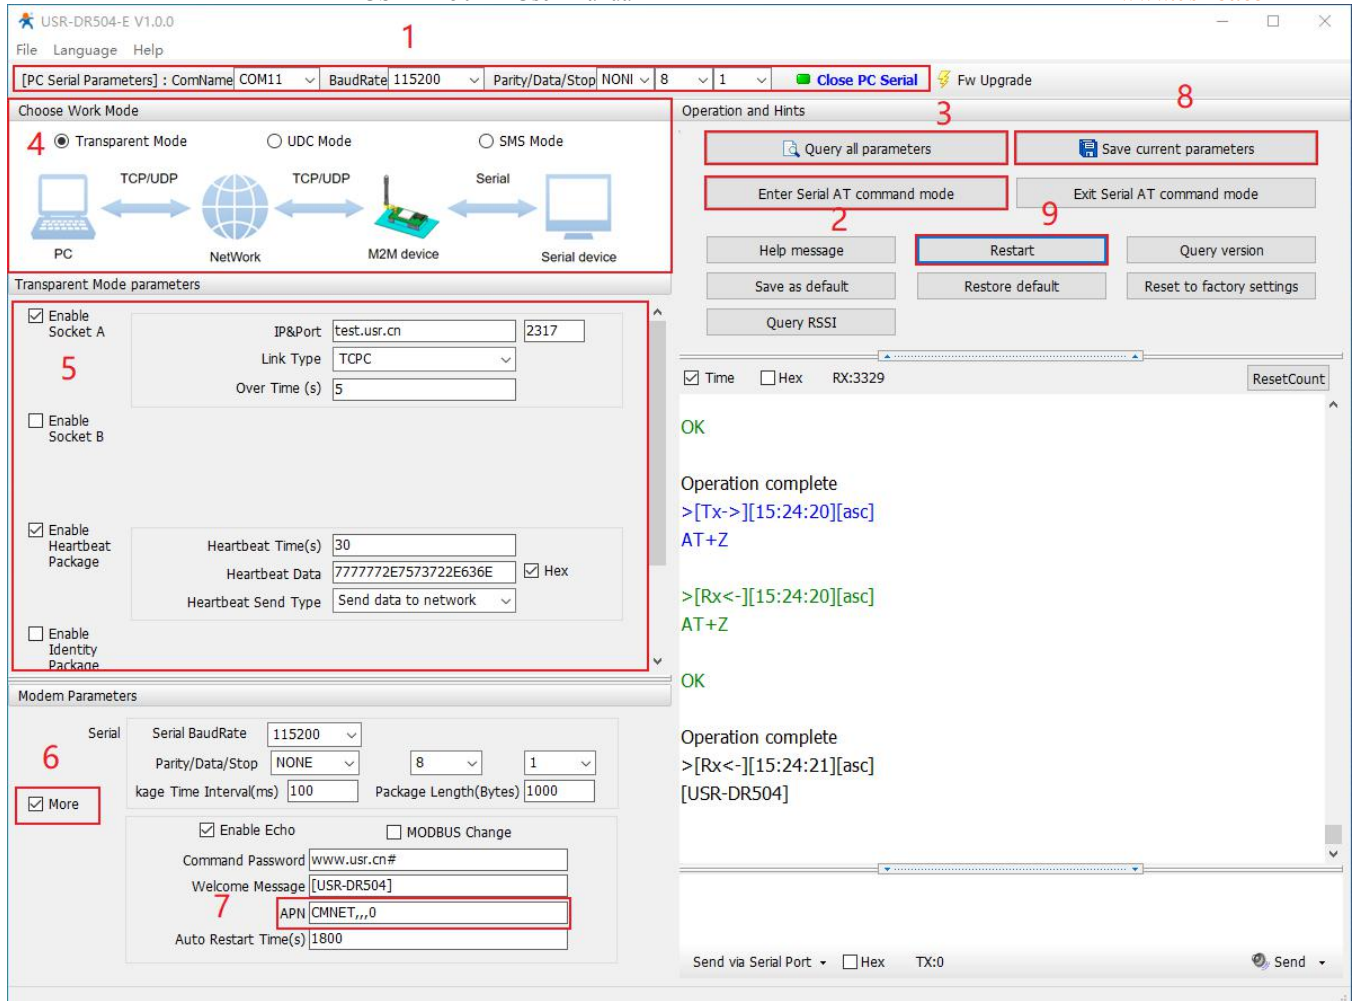 USR-DR504-E V1.0.0
File Language Help
1
[PC Serial Parameters] : ComName COM11 BaudRate 115200 Parity/Data/Stop NONI 8 1 Close PC Serial Fw Upgrade
Choose Work Mode
4
Transparent Mode UDC Mode SMS Mode
TCP/UDP TCP/UDP Serial
PC NetWork M2M device Serial device
Operation and Hints
3 8
Query all parameters Save current parameters
Enter Serial AT command mode Exit Serial AT command mode
2 9
Help message Restart Query version
Save as default Restore default Reset to factory settings
Query RSSI
Transparent Mode parameters
5
Enable
Socket A
IP&Port test.usr.cn 2317
Link Type TCPC
Over Time (s) 5
Enable
Socket B
Enable
Heartbeat
Package
Heartbeat Time(s) 30
Heartbeat Data 7777772E7573722E636E Hex
Heartbeat Send Type Send data to network
Enable
Identity
Package
Modem Parameters
Serial Serial BaudRate 115200
Parity/Data/Stop NONE 8 1
kage Time Interval(ms) 100 Package Length(Bytes) 1000
6
More
Enable Echo MODBUS Change
Command Password www.usr.cn#
Welcome Message [USR-DR504]
7
APN CMNET,,,0
Auto Restart Time(s) 1800
Time Hex RX:3329 ResetCount
OK
Operation complete
>[Tx->][15:24:20][asc]
AT+Z
>[Rx<-][15:24:20][asc]
AT+Z
OK
Operation complete
>[Rx<-][15:24:21][asc]
[USR-DR504]
Send via Serial Port Hex TX:0 Send